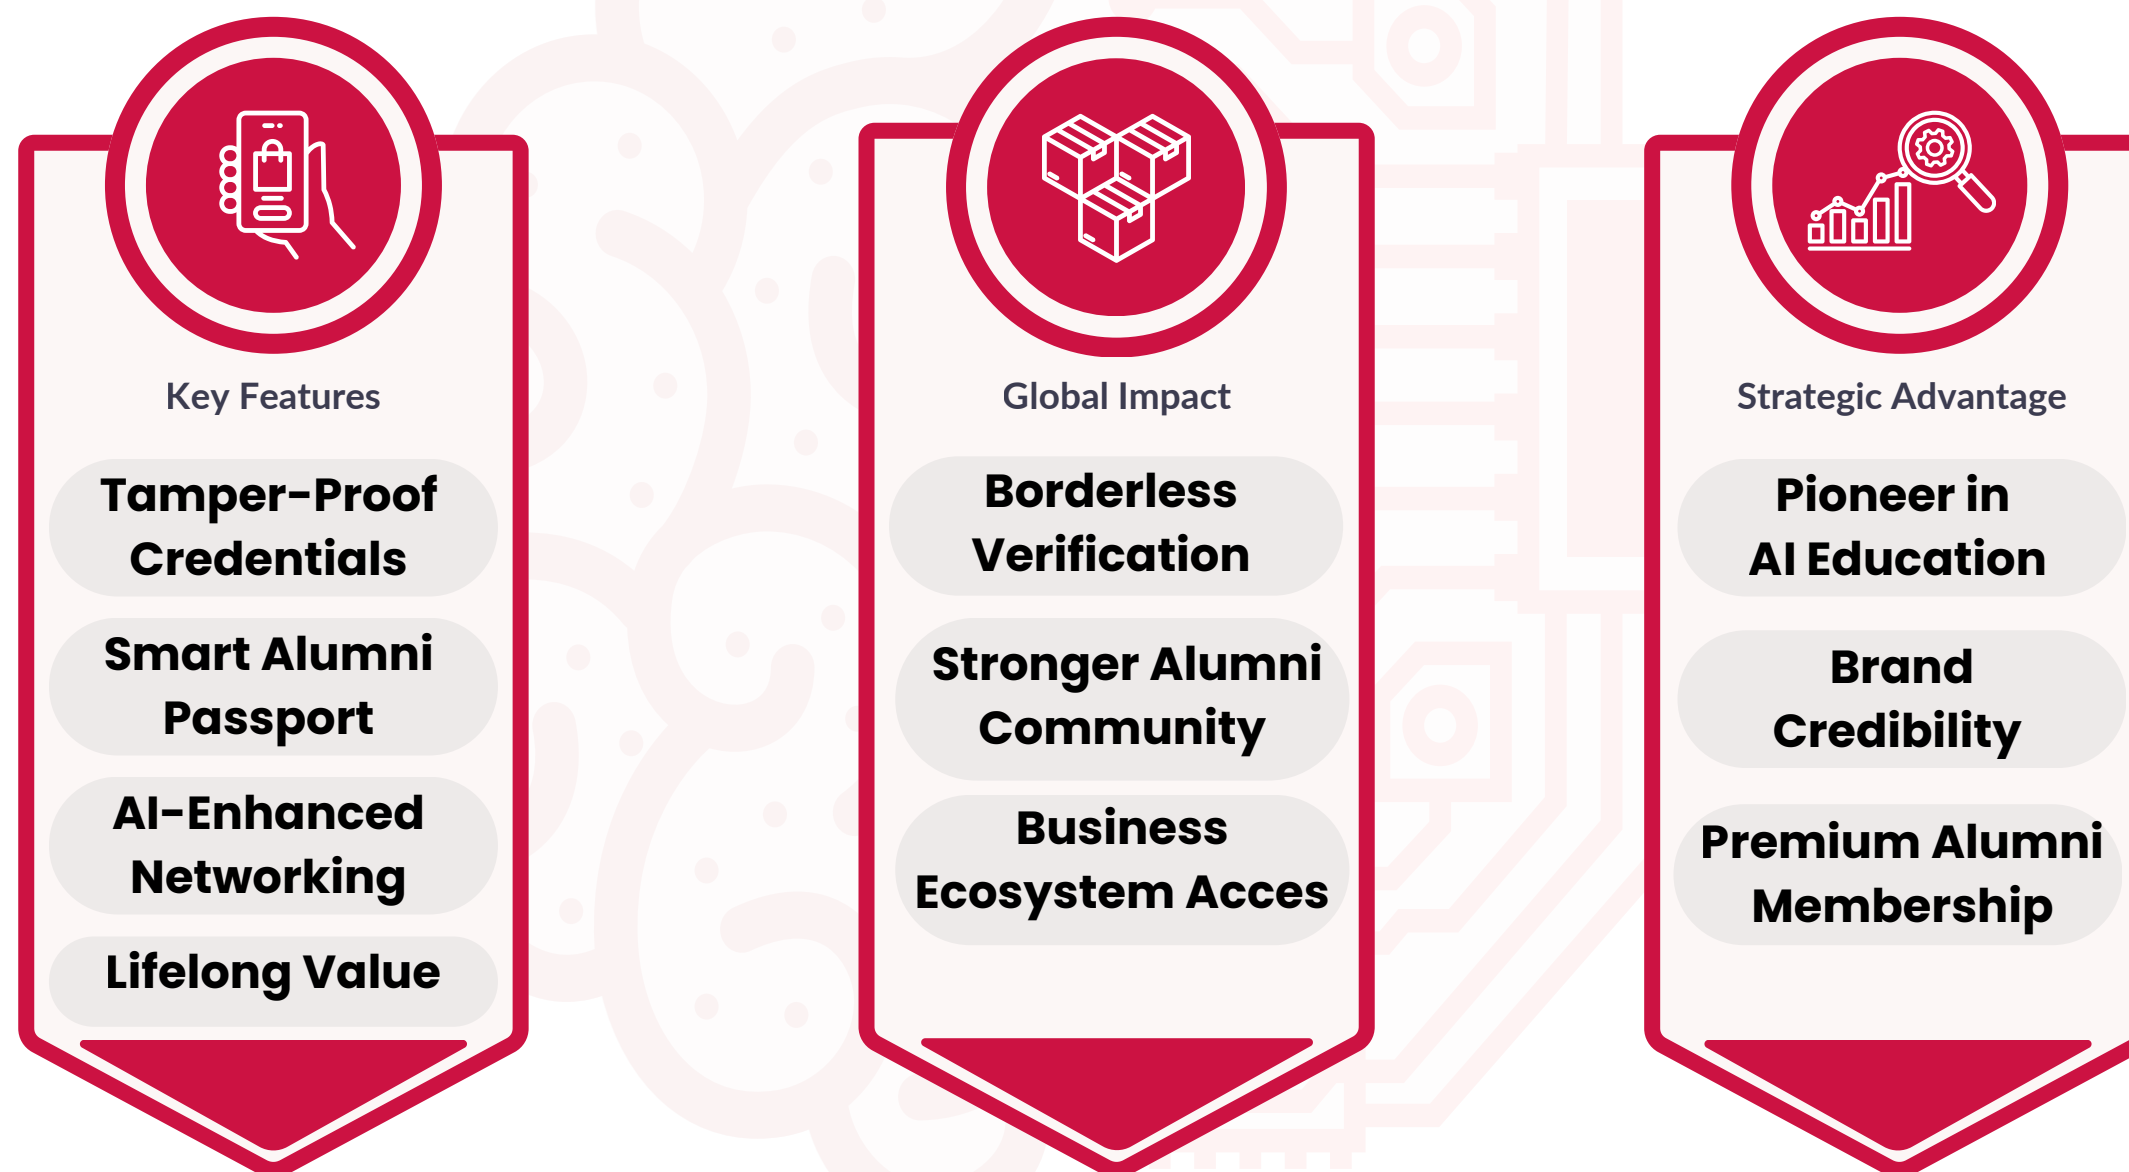 Key Features
Tamper-Proof
Credentials
Smart Alumni
Passport
AI-Enhanced
Networking
Lifelong Value
Global Impact
Borderless
Verification
Stronger Alumni
Community
Business
Ecosystem Acces
Strategic Advantage
Pioneer in
AI Education
Brand
Credibility
Premium Alumni
Membership